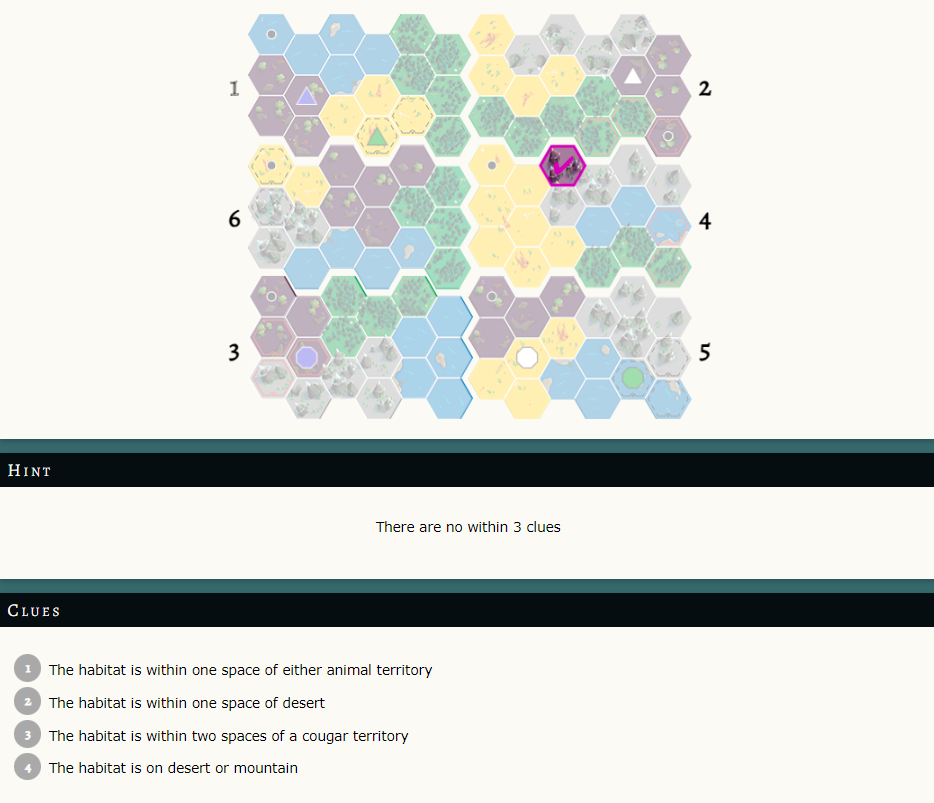 1 2
6 4
3 5
Hint
There are no within 3 clues
Clues
1 The habitat is within one space of either animal territory
2 The habitat is within one space of desert
3 The habitat is within two spaces of a cougar territory
4 The habitat is on desert or mountain